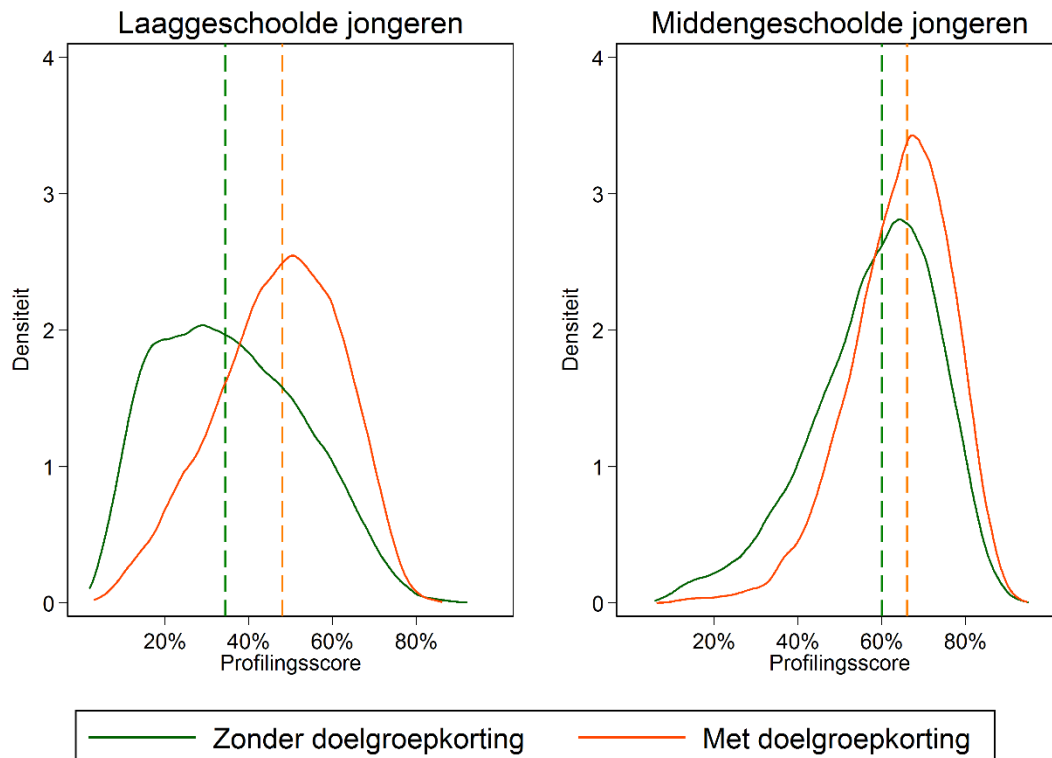 Laaggeschoolde jongeren
Middengeschoolde jongeren
4
3
2
1
0
Densiteit
20% 40% 60% 80%
Profilingsscore
4
3
2
1
0
Densiteit
20% 40% 60% 80%
Profilingsscore
Zonder doelgroepkorting
Met doelgroepkorting